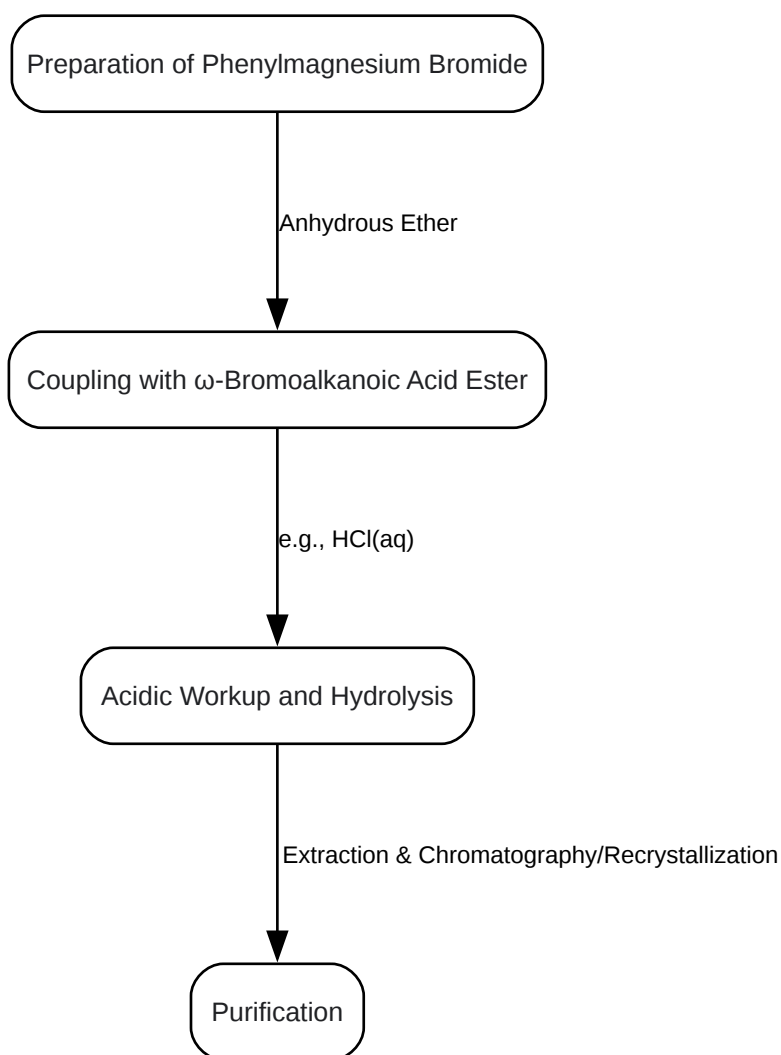 Preparation of Phenylmagnesium Bromide
Anhydrous Ether
Coupling with ω-Bromoalkanoic Acid Ester
e.g., HCl(aq)
Acidic Workup and Hydrolysis
Extraction & Chromatography/Recrystallization
Purification